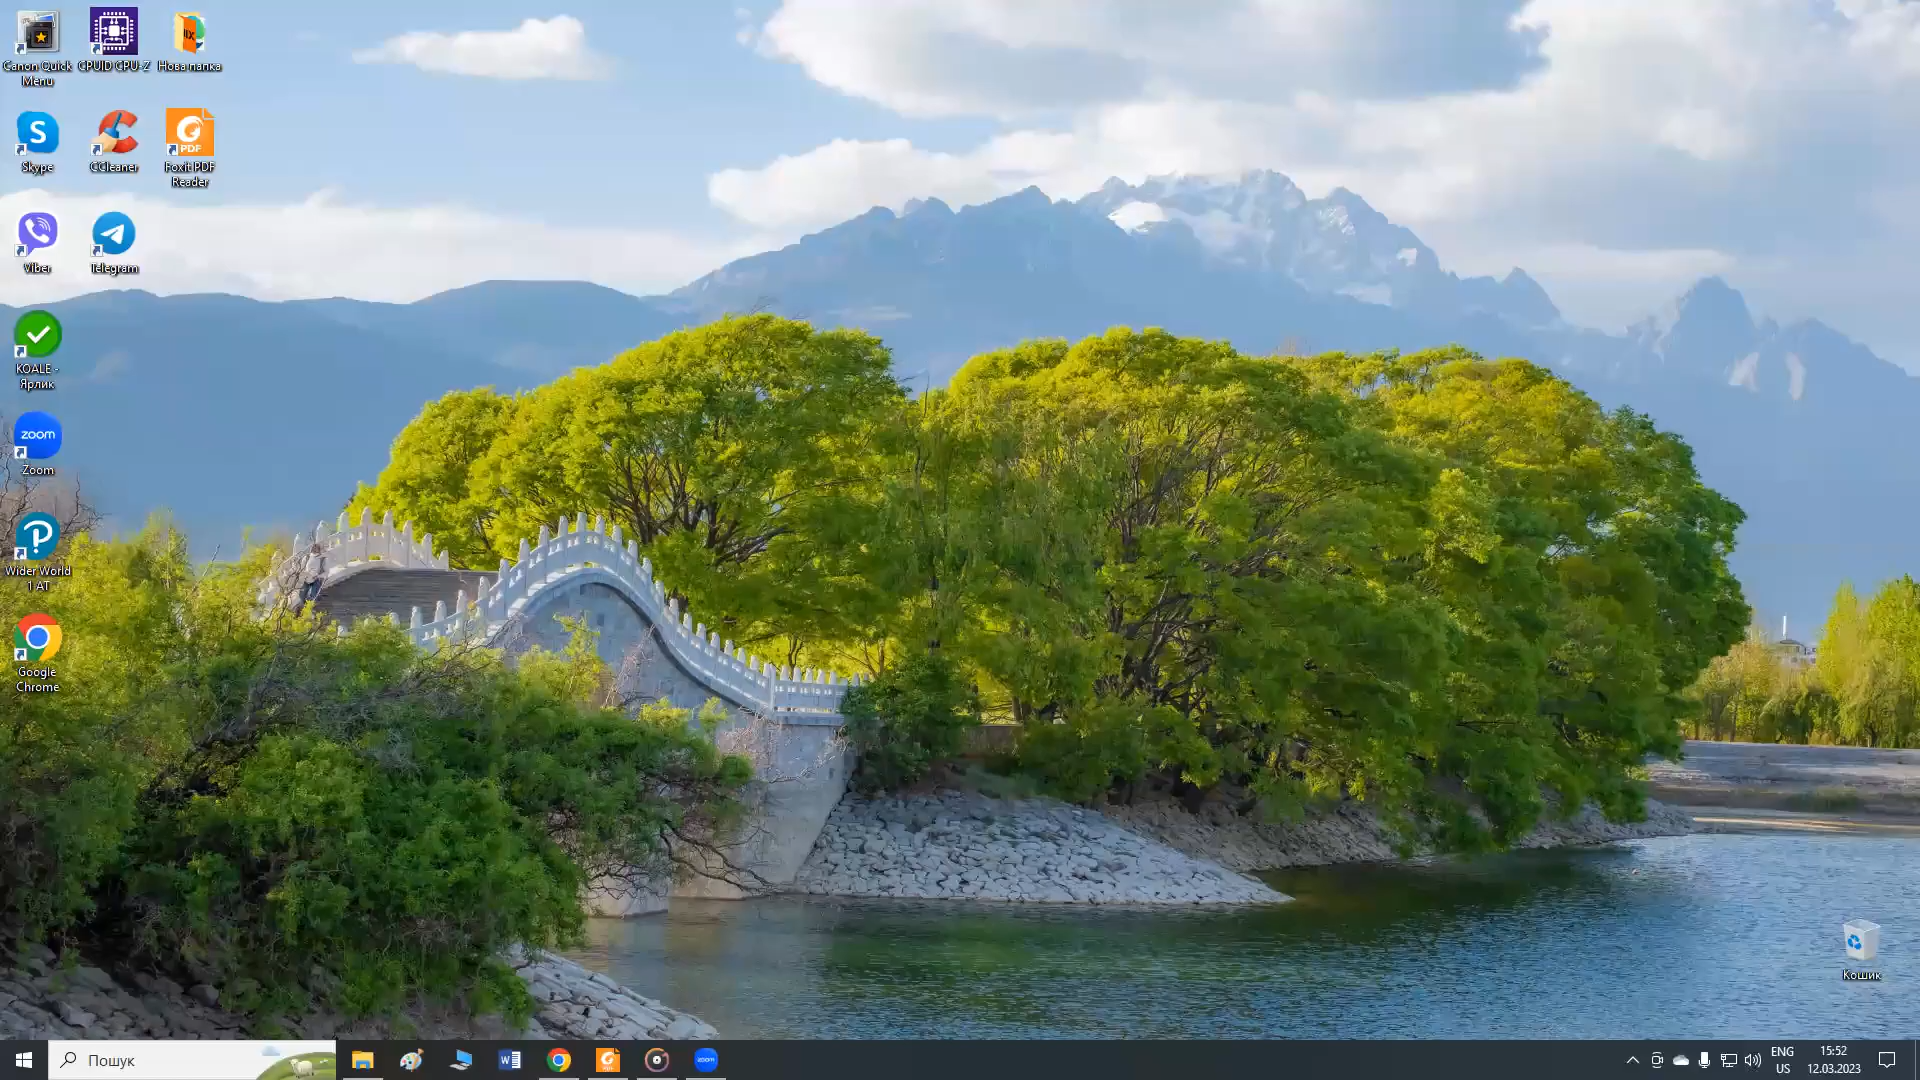 Canon Quick
Menu
CPUID CPU-Z
Нова папка
S
Skype
CCleaner
PDF
Foxit PDF
Reader
Viber
Telegram
KOALE -
Ярлик
zoom
Zoom
Wider World
1 AT
Google
Chrome
Кошик
Пошук
W
PDF
zoom
ENG
US
15:52
12.03.2023